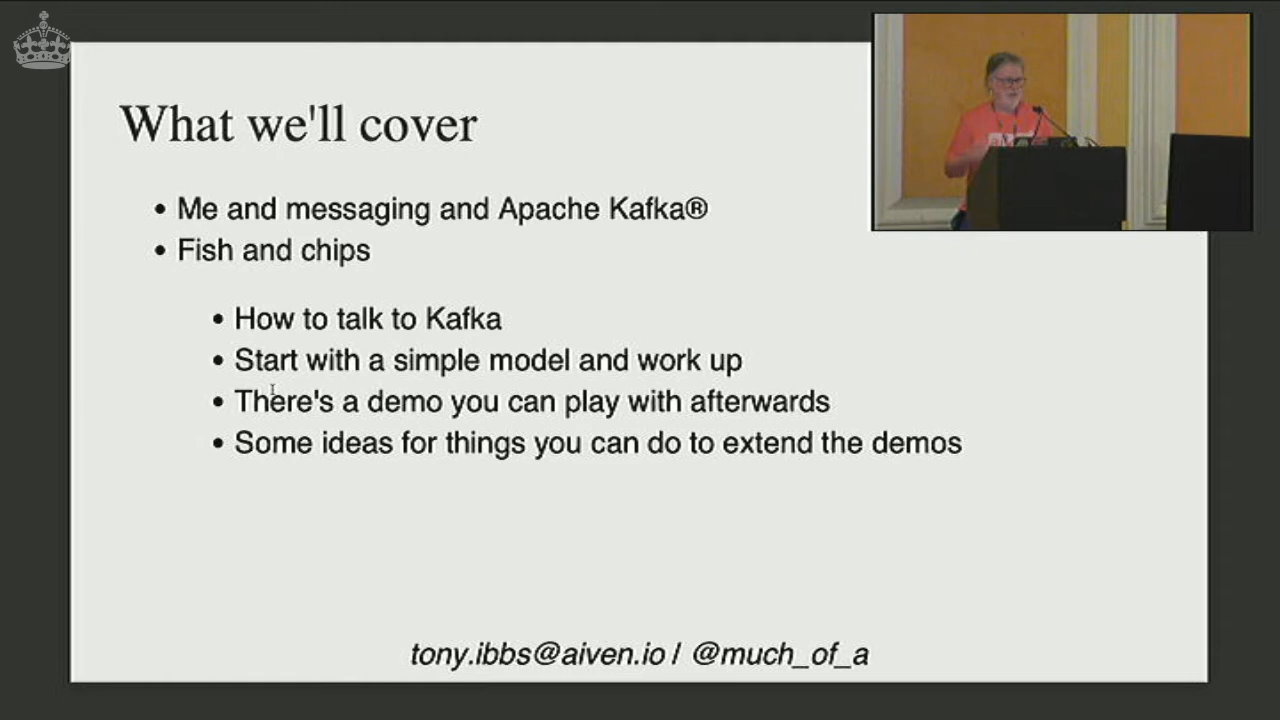 What we'll cover
• Me and messaging and Apache Kafka®
• Fish and chips
• How to talk to Kafka
• Start with a simple model and work up
• There's a demo you can play with afterwards
• Some ideas for things you can do to extend the demos
tony.ibbs@aiven.io / @much_of_a